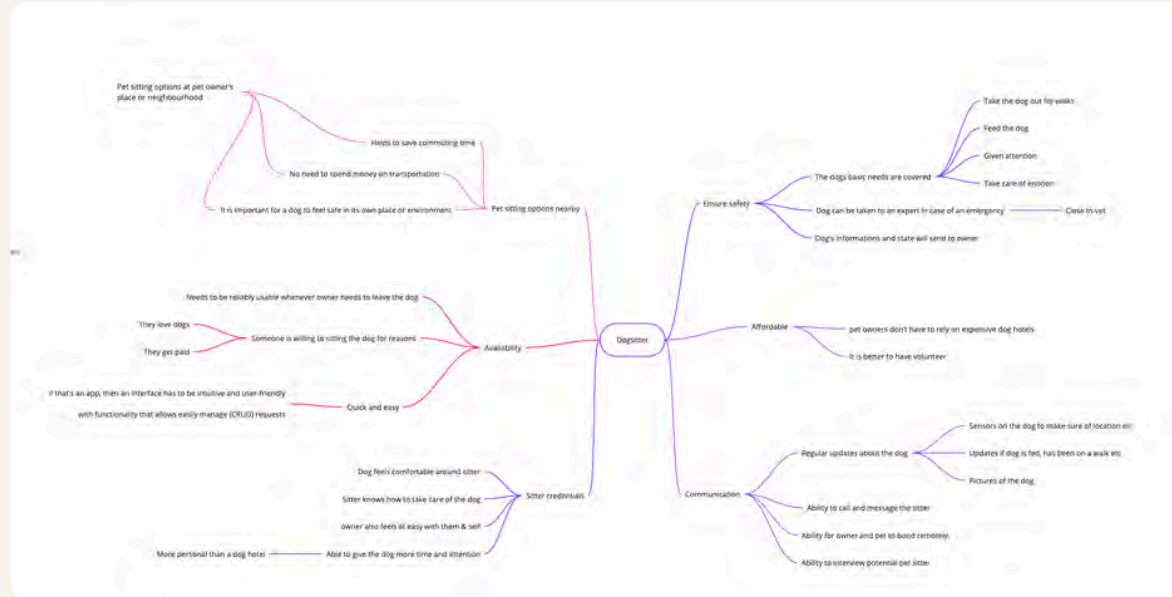 Pet sitting options at pet owner's
place or neighbourhood
Helps to save commuting time
No need to spend money on transportation
It is important for a dog to feel safe in its own place or environment
Pet sitting options nearby
Needs to be reliably usable whenever owner needs to leave the dog
They love dogs
They get paid
Someone is willing to sitting the dog for reasons
Availability
that's an app, then an interface has to be intuitive and user-friendly
with functionality that allows easily manage (CRUD) requests
Quick and easy
Dog feels comfortable around sitter
Sitter knows how to take care of the dog
owner also feels at easy with them & self
More personal than a dog hotel
Able to give the dog more time and attention
Sitter credentials
Dogsitter
Ensure safety
The dogs basic needs are covered
Take the dog out for walks
Feed the dog
Given attention
Take care of emotion
Dog can be taken to an expert in case of an emergency
Close to vet
Dog's informations and state will send to owner
Affordable
pet owners don't have to rely on expensive dog hotels
It is better to have volunteer
Communication
Regular updates about the dog
Sensors on the dog to make sure of location
Updates if dog is fed, has been on a walk etc
Pictures of the dog
Ability to call and message the sitter
Ability for owner and pet to bond remotely
Ability to interview potential per sitter